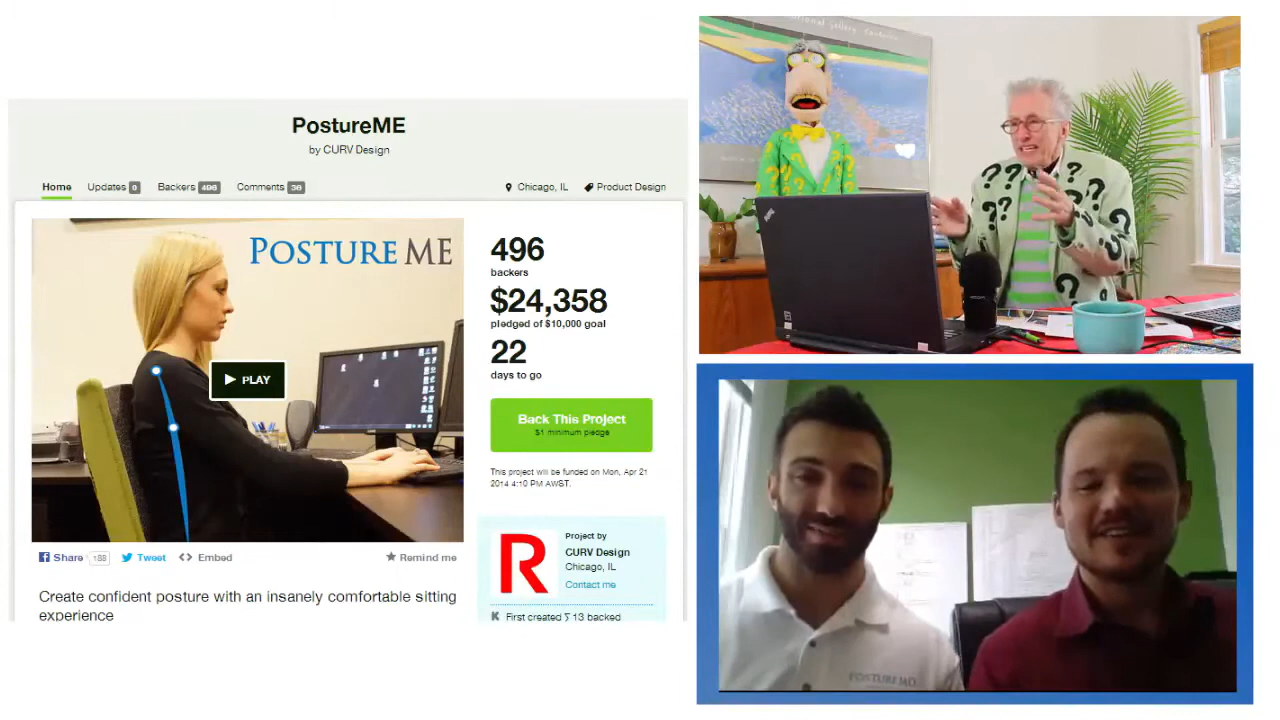 PostureME
by CURV Design
Home Updates 0 Backers 496 Comments 36 Chicago, IL Product Design
POSTURE ME
PLAY
496
backers
$24,358
pledged of $10,000 goal
22
days to go
Back This Project
$1 minimum pledge
This project will be funded on Mon, Apr 21
2014 4:10 PM AWST.
Share 188 Tweet Embed Remind me
Create confident posture with an insanely comfortable sitting
experience
R
Project by
CURV Design
Chicago, IL
Contact me
First created 13 backed
? ? ? ? ? ? ?